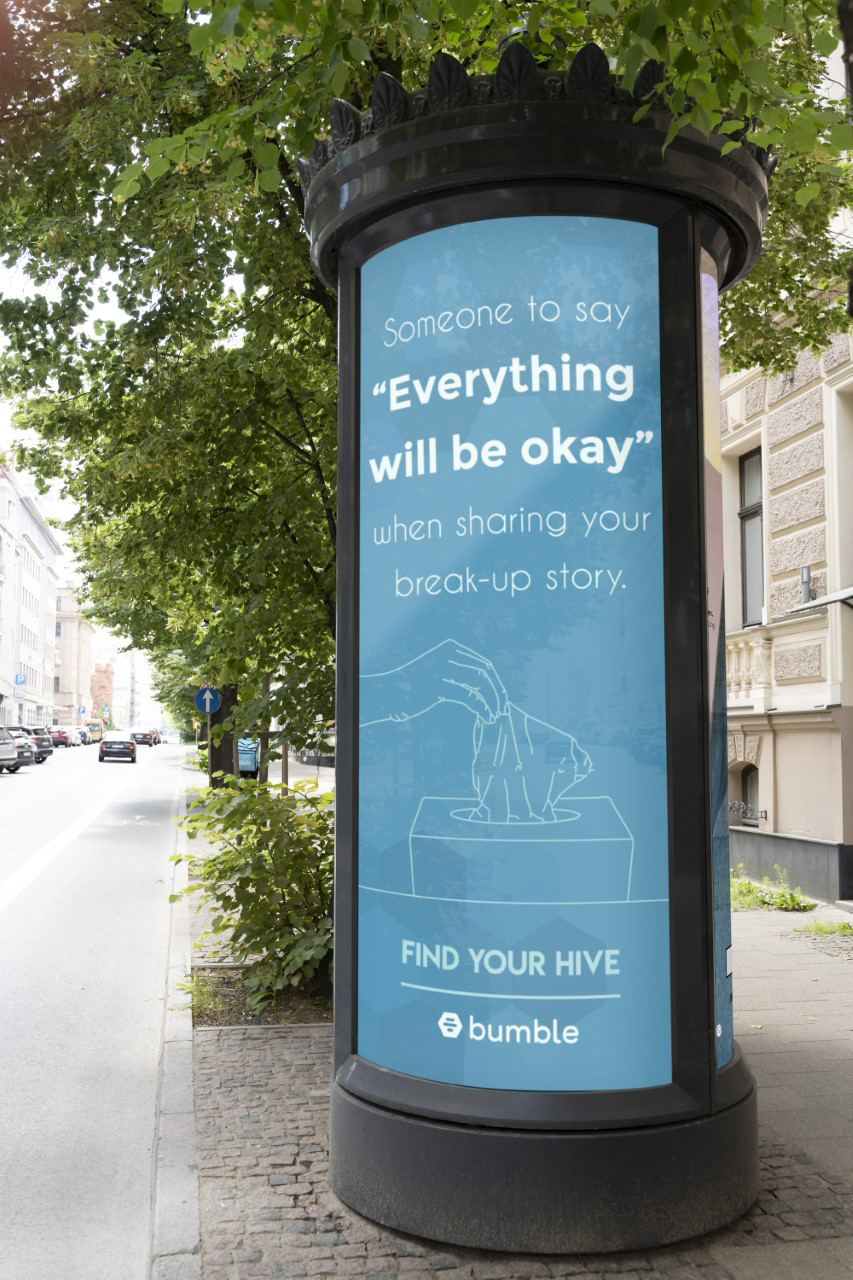 Someone to say
“Everything
will be okay”
when sharing your
break-up story.
FIND YOUR HIVE
bumble
P